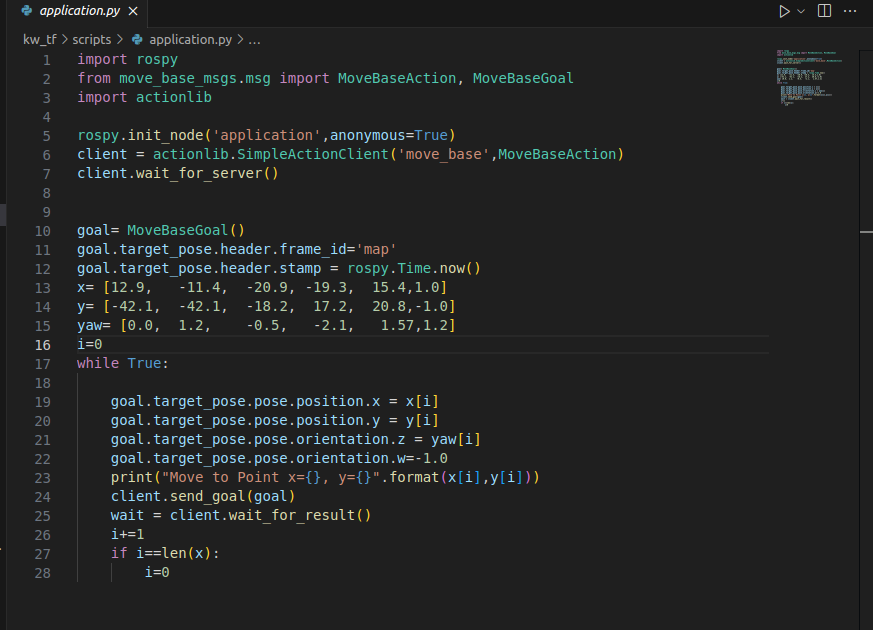 application.py
kw_tf > scripts > application.py > ...
1 import rospy
2 from move_base_msgs.msg import MoveBaseAction, MoveBaseGoal
3 import actionlib
4
5 rospy.init_node('application',anonymous=True)
6 client = actionlib.SimpleActionClient('move_base',MoveBaseAction)
7 client.wait_for_server()
8
9
10 goal= MoveBaseGoal()
11 goal.target_pose.header.frame_id='map'
12 goal.target_pose.header.stamp = rospy.Time.now()
13 x= [12.9,   -11.4,  -20.9, -19.3,  15.4,1.0]
14 y= [-42.1,  -42.1,  -18.2,  17.2,  20.8,-1.0]
15 yaw= [0.0,  1.2,    -0.5,   -2.1,   1.57,1.2]
16 i=0
17 while True:
18
19     goal.target_pose.pose.position.x = x[i]
20     goal.target_pose.pose.position.y = y[i]
21     goal.target_pose.pose.orientation.z = yaw[i]
22     goal.target_pose.pose.orientation.w=-1.0
23     print("Move to Point x={}, y={}".format(x[i],y[i]))
24     client.send_goal(goal)
25     wait = client.wait_for_result()
26     i+=1
27     if i==len(x):
28         i=0